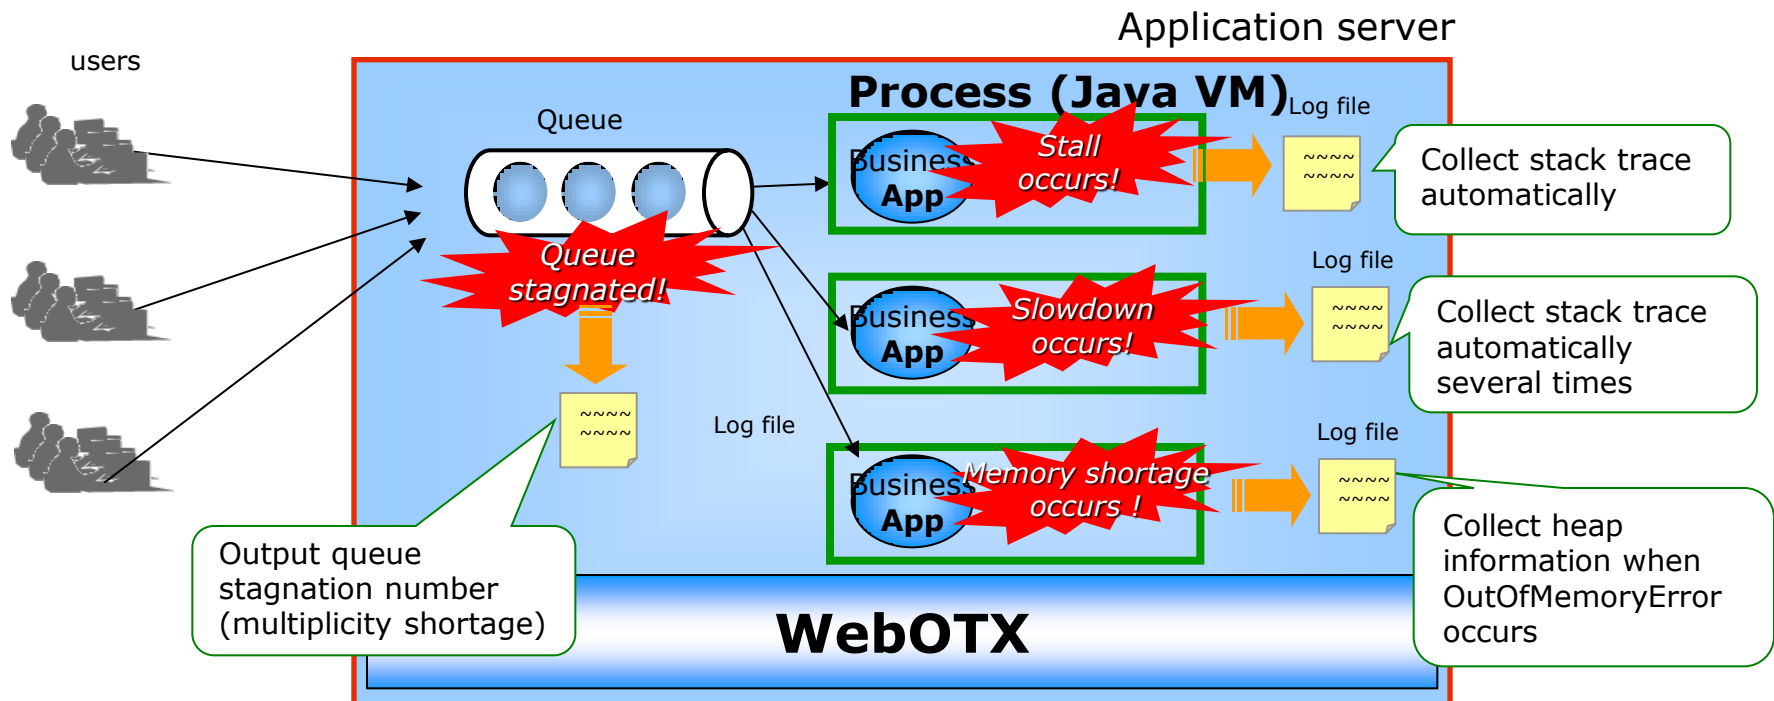 Application server
users
Process (Java VM)
Log file
Queue
Business
App
Stall
occurs!
~~~~
~~~~
Collect stack trace
automatically
Queue
stagnated!
Log file
Business
App
Slowdown
occurs!
~~~~
~~~~
Collect stack trace
automatically
several times
~~~~
~~~~
Log file
Log file
Business
App
Memory shortage
occurs !
~~~~
~~~~
Output queue
stagnation number
(multiplicity shortage)
Collect heap
information when
OutOfMemoryError
occurs
WebOTX